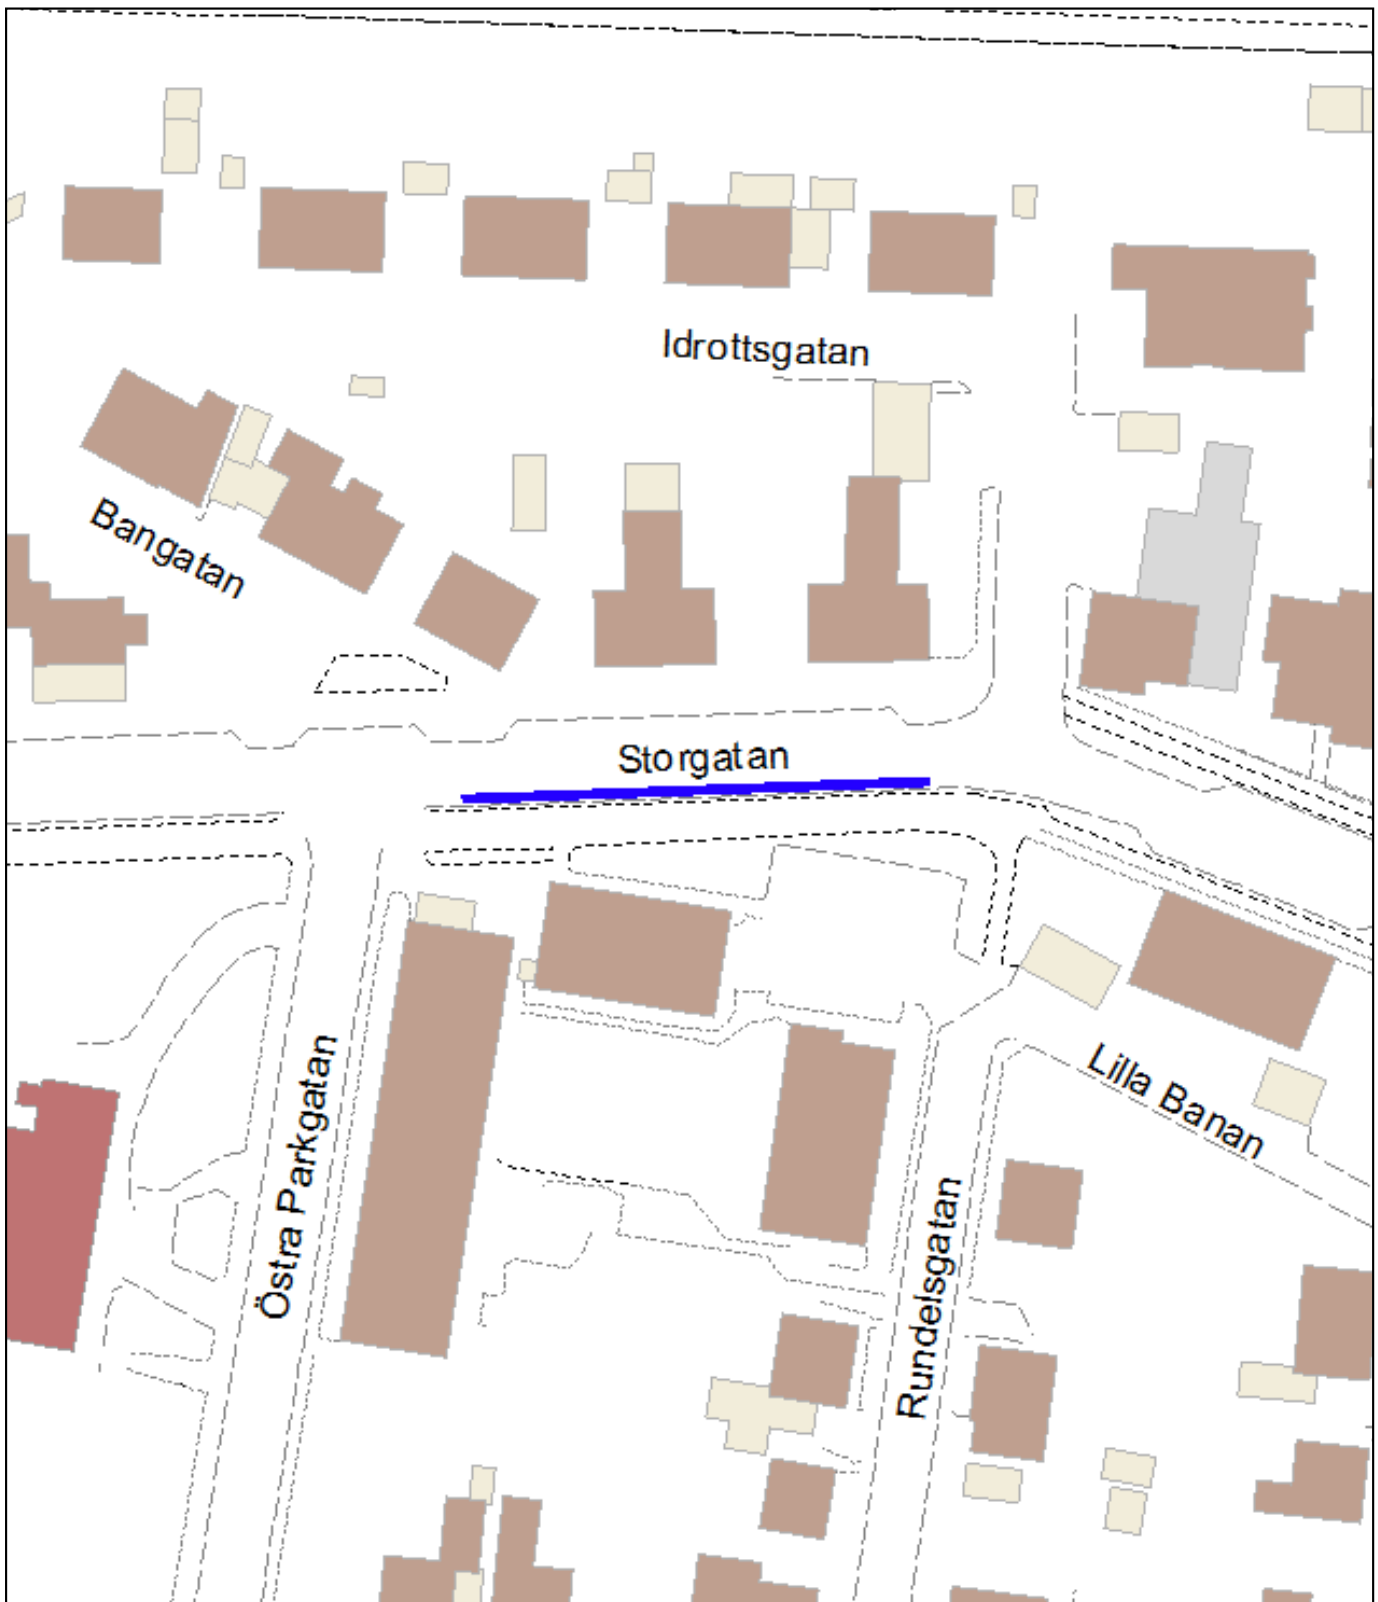 Idrottsgatan
Bangatan
Storgatan
Östra Parkgatan
Lilla Banan
Rundelsgatan